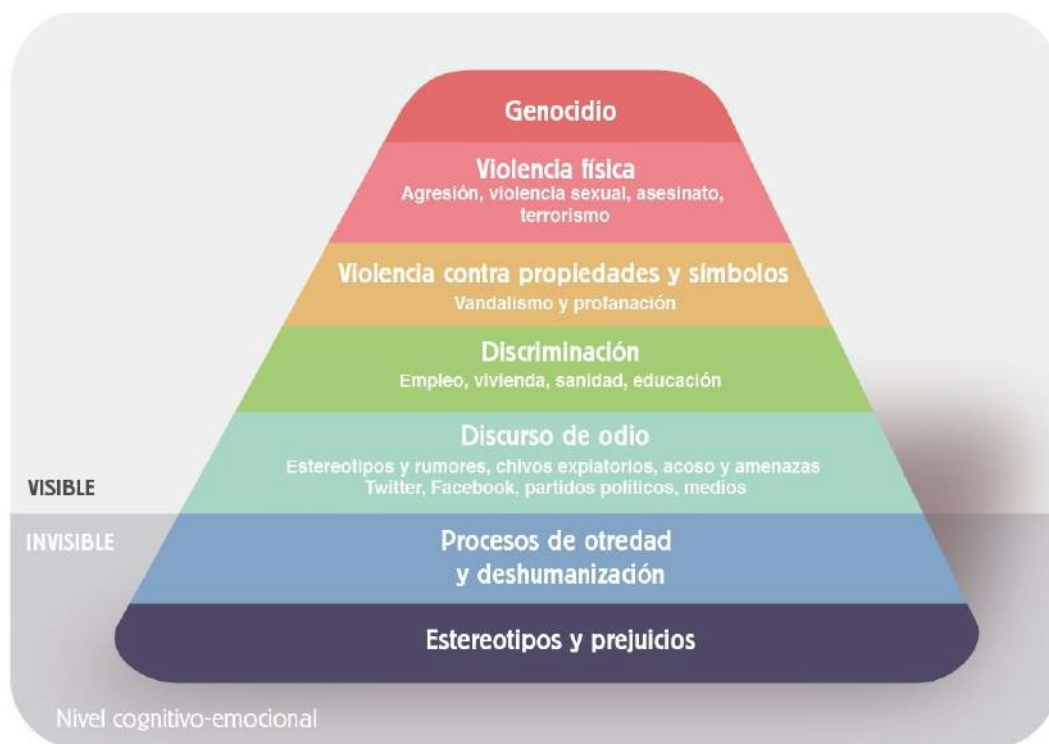 Genocidio
Violencia física
Agresión, violencia sexual, asesinato,
terrorismo
Violencia contra propiedades y símbolos
Vandalismo y profanación
Discriminación
Empleo, vivienda, sanidad, educación
Discurso de odio
Estereotipos y rumores, chivos expiatorios, acoso y amenazas
Twitter, Facebook, partidos políticos, medios
VISIBLE
INVISIBLE
Procesos de otredad
y deshumanización
Estereotipos y prejuicios
Nivel cognitivo-emocional